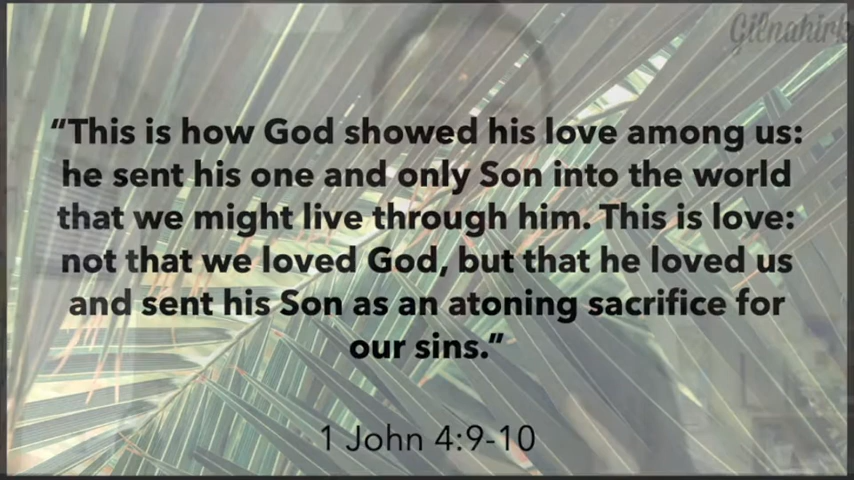 Gilnahirk
“This is how God showed his love among us:
he sent his one and only Son into the world
that we might live through him. This is love:
not that we loved God, but that he loved us
and sent his Son as an atoning sacrifice for
our sins.”
1 John 4:9-10